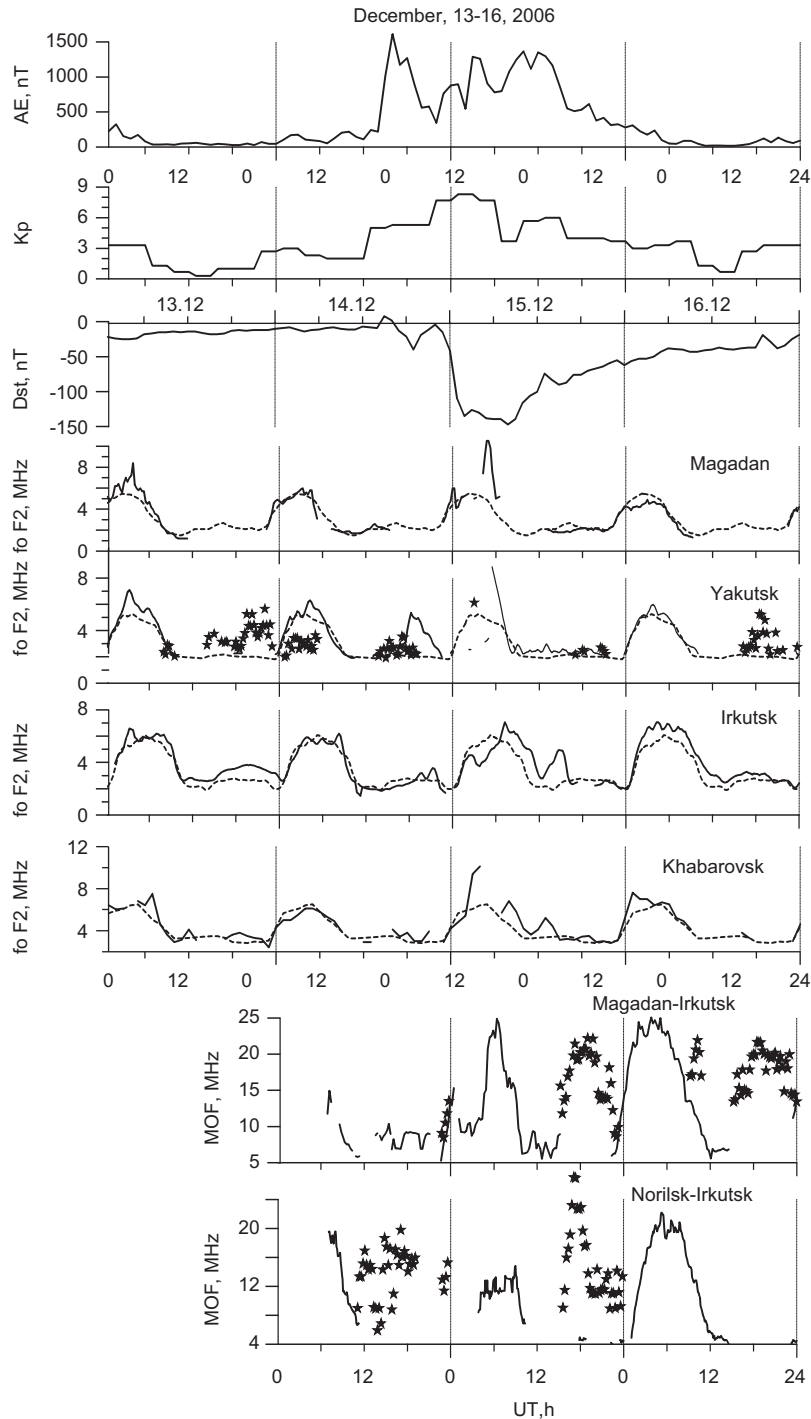 December, 13-16, 2006
AE, nT
1500
1000
500
0
0 12 0 12 0 12 0 12 0 24
Kp
9
6
3
0
13.12 14.12 15.12 16.12
Dst, nT
0
-50
-100
-150
fo F2, MHz
8
4
0
Magadan
fo F2, MHz
8
4
0
Yakutsk
fo F2, MHz
8
4
0
Irkutsk
fo F2, MHz
12
8
4
Khabarovsk
0 12 0 12 0 12 0 12 0 24
Magadan-Irkutsk
MOF, MHz
25
20
15
10
5
Norilsk-Irkutsk
MOF, MHz
20
12
4
0 12 0 12 0 12 24
UT,h